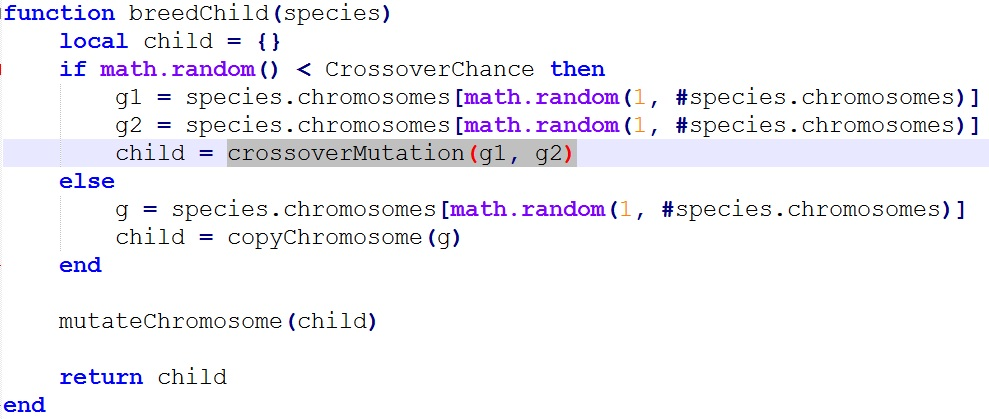 function breedChild(species)
    local child = {}
    if math.random() < CrossoverChance then
        g1 = species.chromosomes[math.random(1, #species.chromosomes)]
        g2 = species.chromosomes[math.random(1, #species.chromosomes)]
        child = crossoverMutation(g1, g2)
    else
        g = species.chromosomes[math.random(1, #species.chromosomes)]
        child = copyChromosome(g)
    end

    mutateChromosome(child)

    return child
end